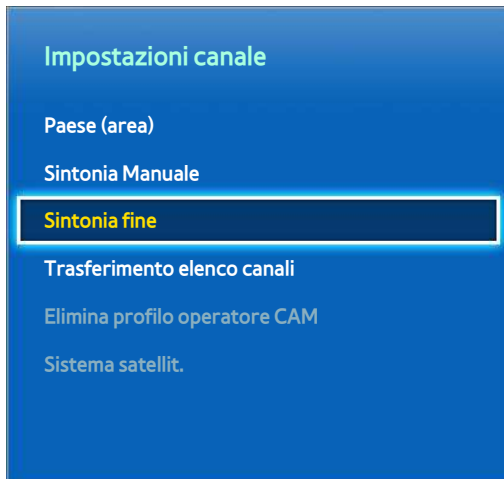 Impostazioni canale
Paese (area)
Sintonia Manuale
Sintonia fine
Trasferimento elenco canali
Elimina profilo operatore CAM
Sistema satellit.